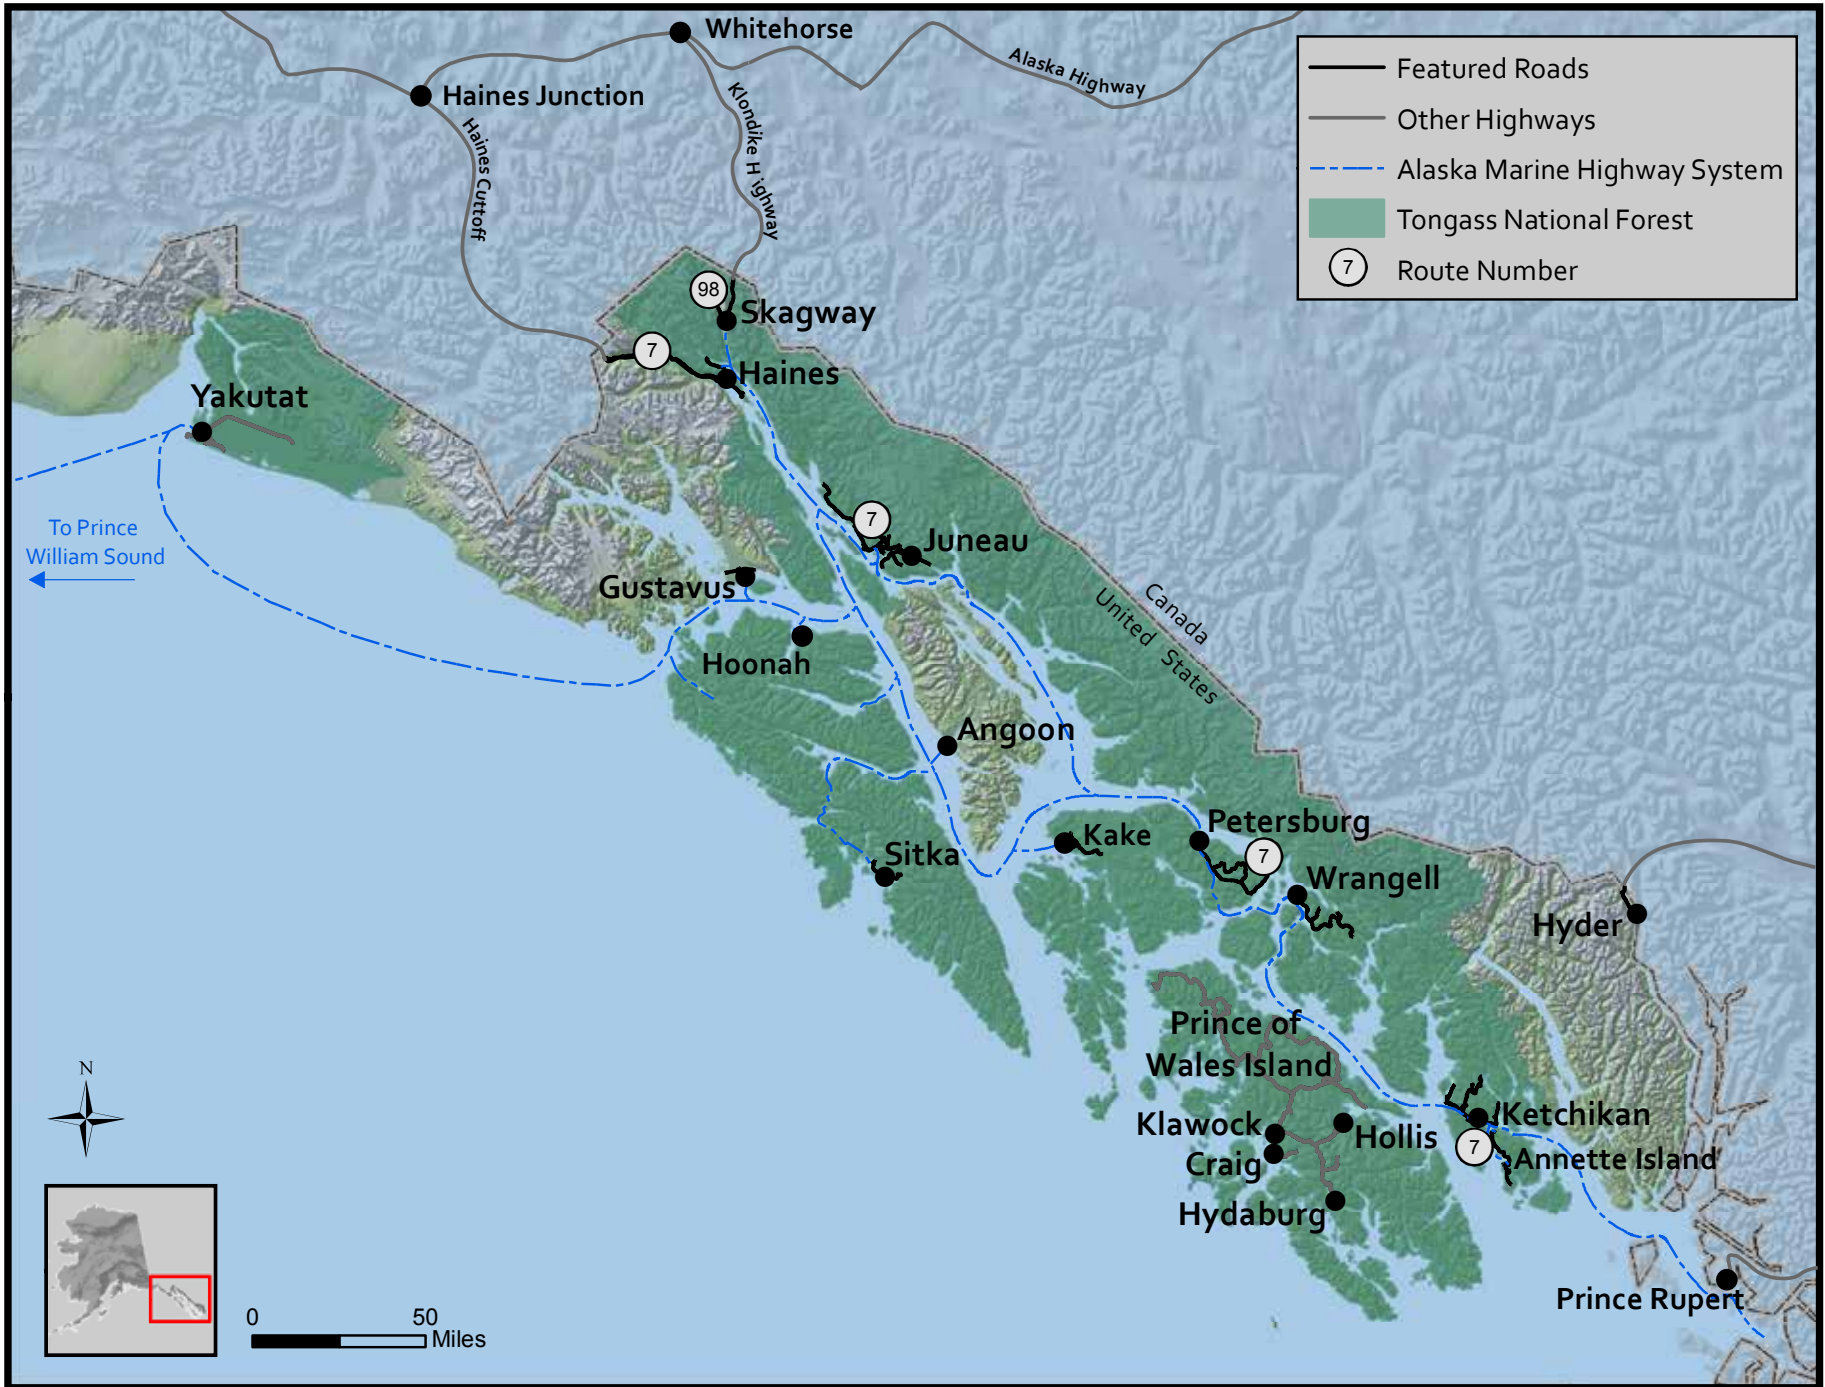 Whitehorse
Haines Junction
Alaska Highway
Klondike Highway
Haines Cuttoff
Featured Roads
Other Highways
Alaska Marine Highway System
Tongass National Forest
7
Route Number
98
Skagway
7
Haines
Yakutat
To Prince
William Sound
7
Juneau
Gustavus
Hoonah
Canada
United States
Angoon
Petersburg
Kake
7
Sitka
Wrangell
Hyder
Prince of
Wales Island
N
Klawock
Hollis
Craig
Hydaburg
Ketchikan
7
Annette Island
Prince Rupert
0
50
Miles